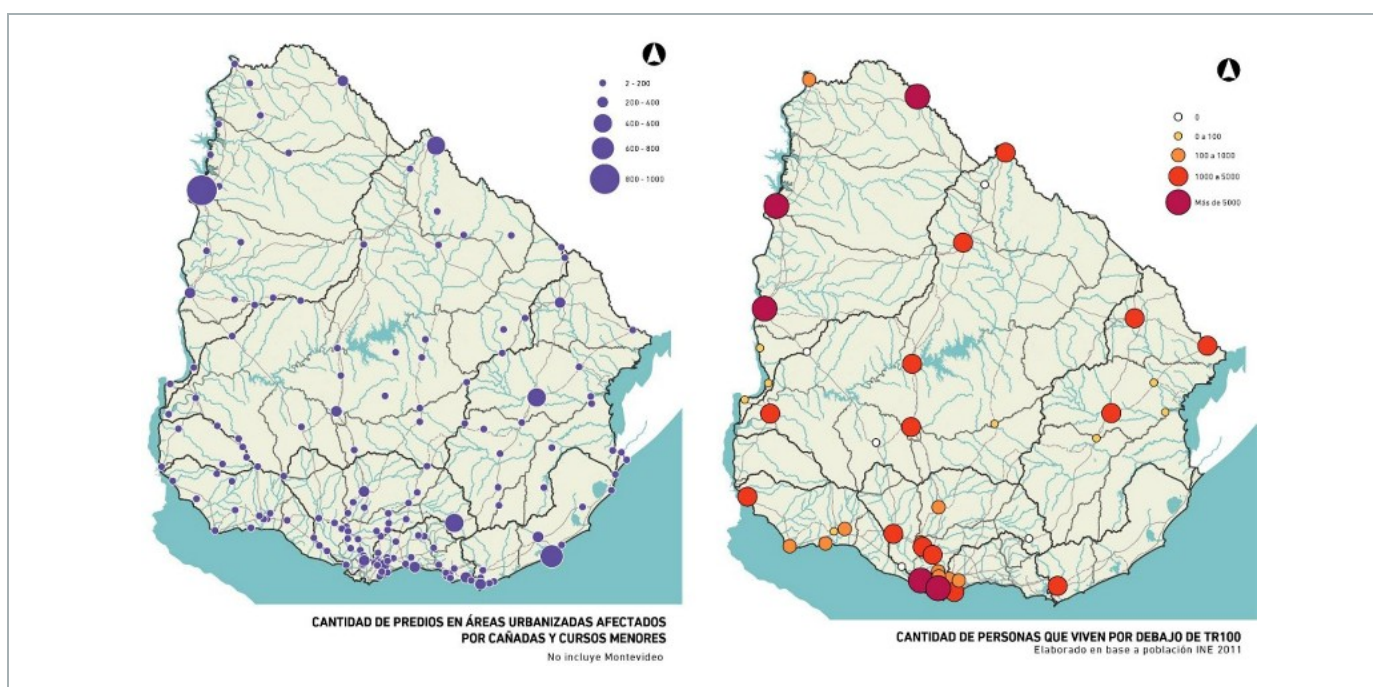 2 - 200
200 - 400
400 - 600
600 - 800
800 - 1000
CANTIDAD DE PREDIOS EN ÁREAS URBANIZADAS AFECTADOS
POR CAÑADAS Y CURSOS MENORES
No incluye Montevideo
0
0 a 100
100 a 1000
1000 a 5000
Más de 5000
CANTIDAD DE PERSONAS QUE VIVEN POR DEBAJO DE TR100
Elaborado en base a población INE 2011